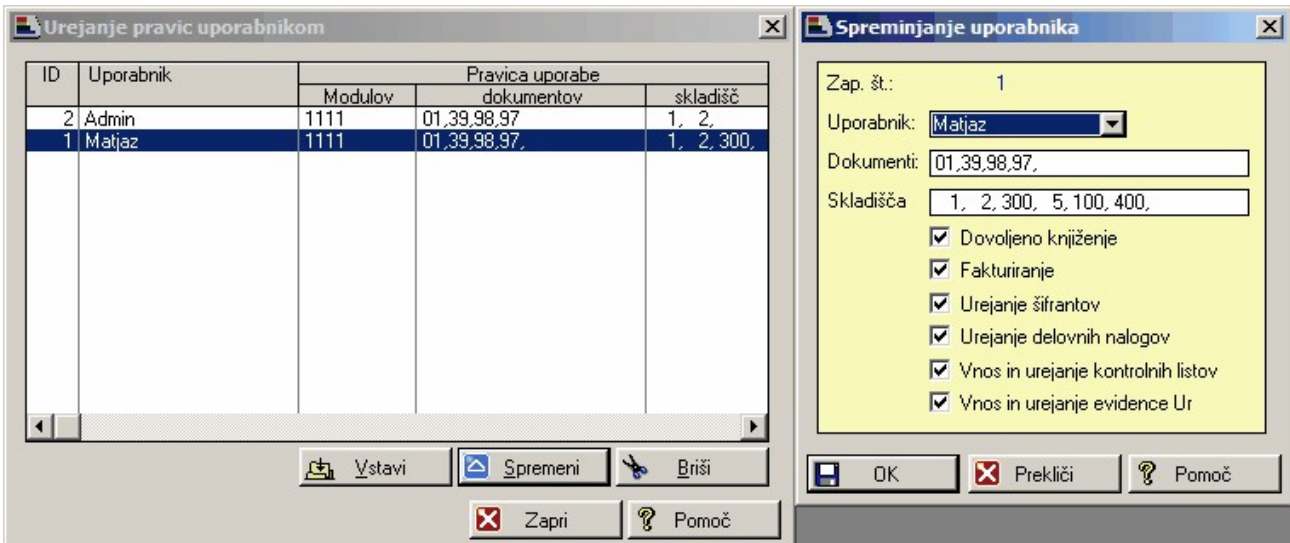 Urejanje pravic uporabnikom
ID Uporabnik Pravica uporabe
Modulov dokumentov skladišč
2 Admin 1111 01,39,98,97 1, 2,
1 Matjaz 1111 01,39,98,97, 1, 2, 300,
Vstavi Spremeni Briši
Zapri Pomoč
Spreminjanje uporabnika
Zap. št.: 1
Uporabnik: Matjaz
Dokumenti: 01,39,98,97,
Skladišča 1, 2, 300, 5, 100, 400,
Dovoljeno knjiženje
Fakturiranje
Urejanje šifrantov
Urejanje delovnih nalogov
Vnos in urejanje kontrolnih listov
Vnos in urejanje evidence Ur
OK Prekliči Pomoč